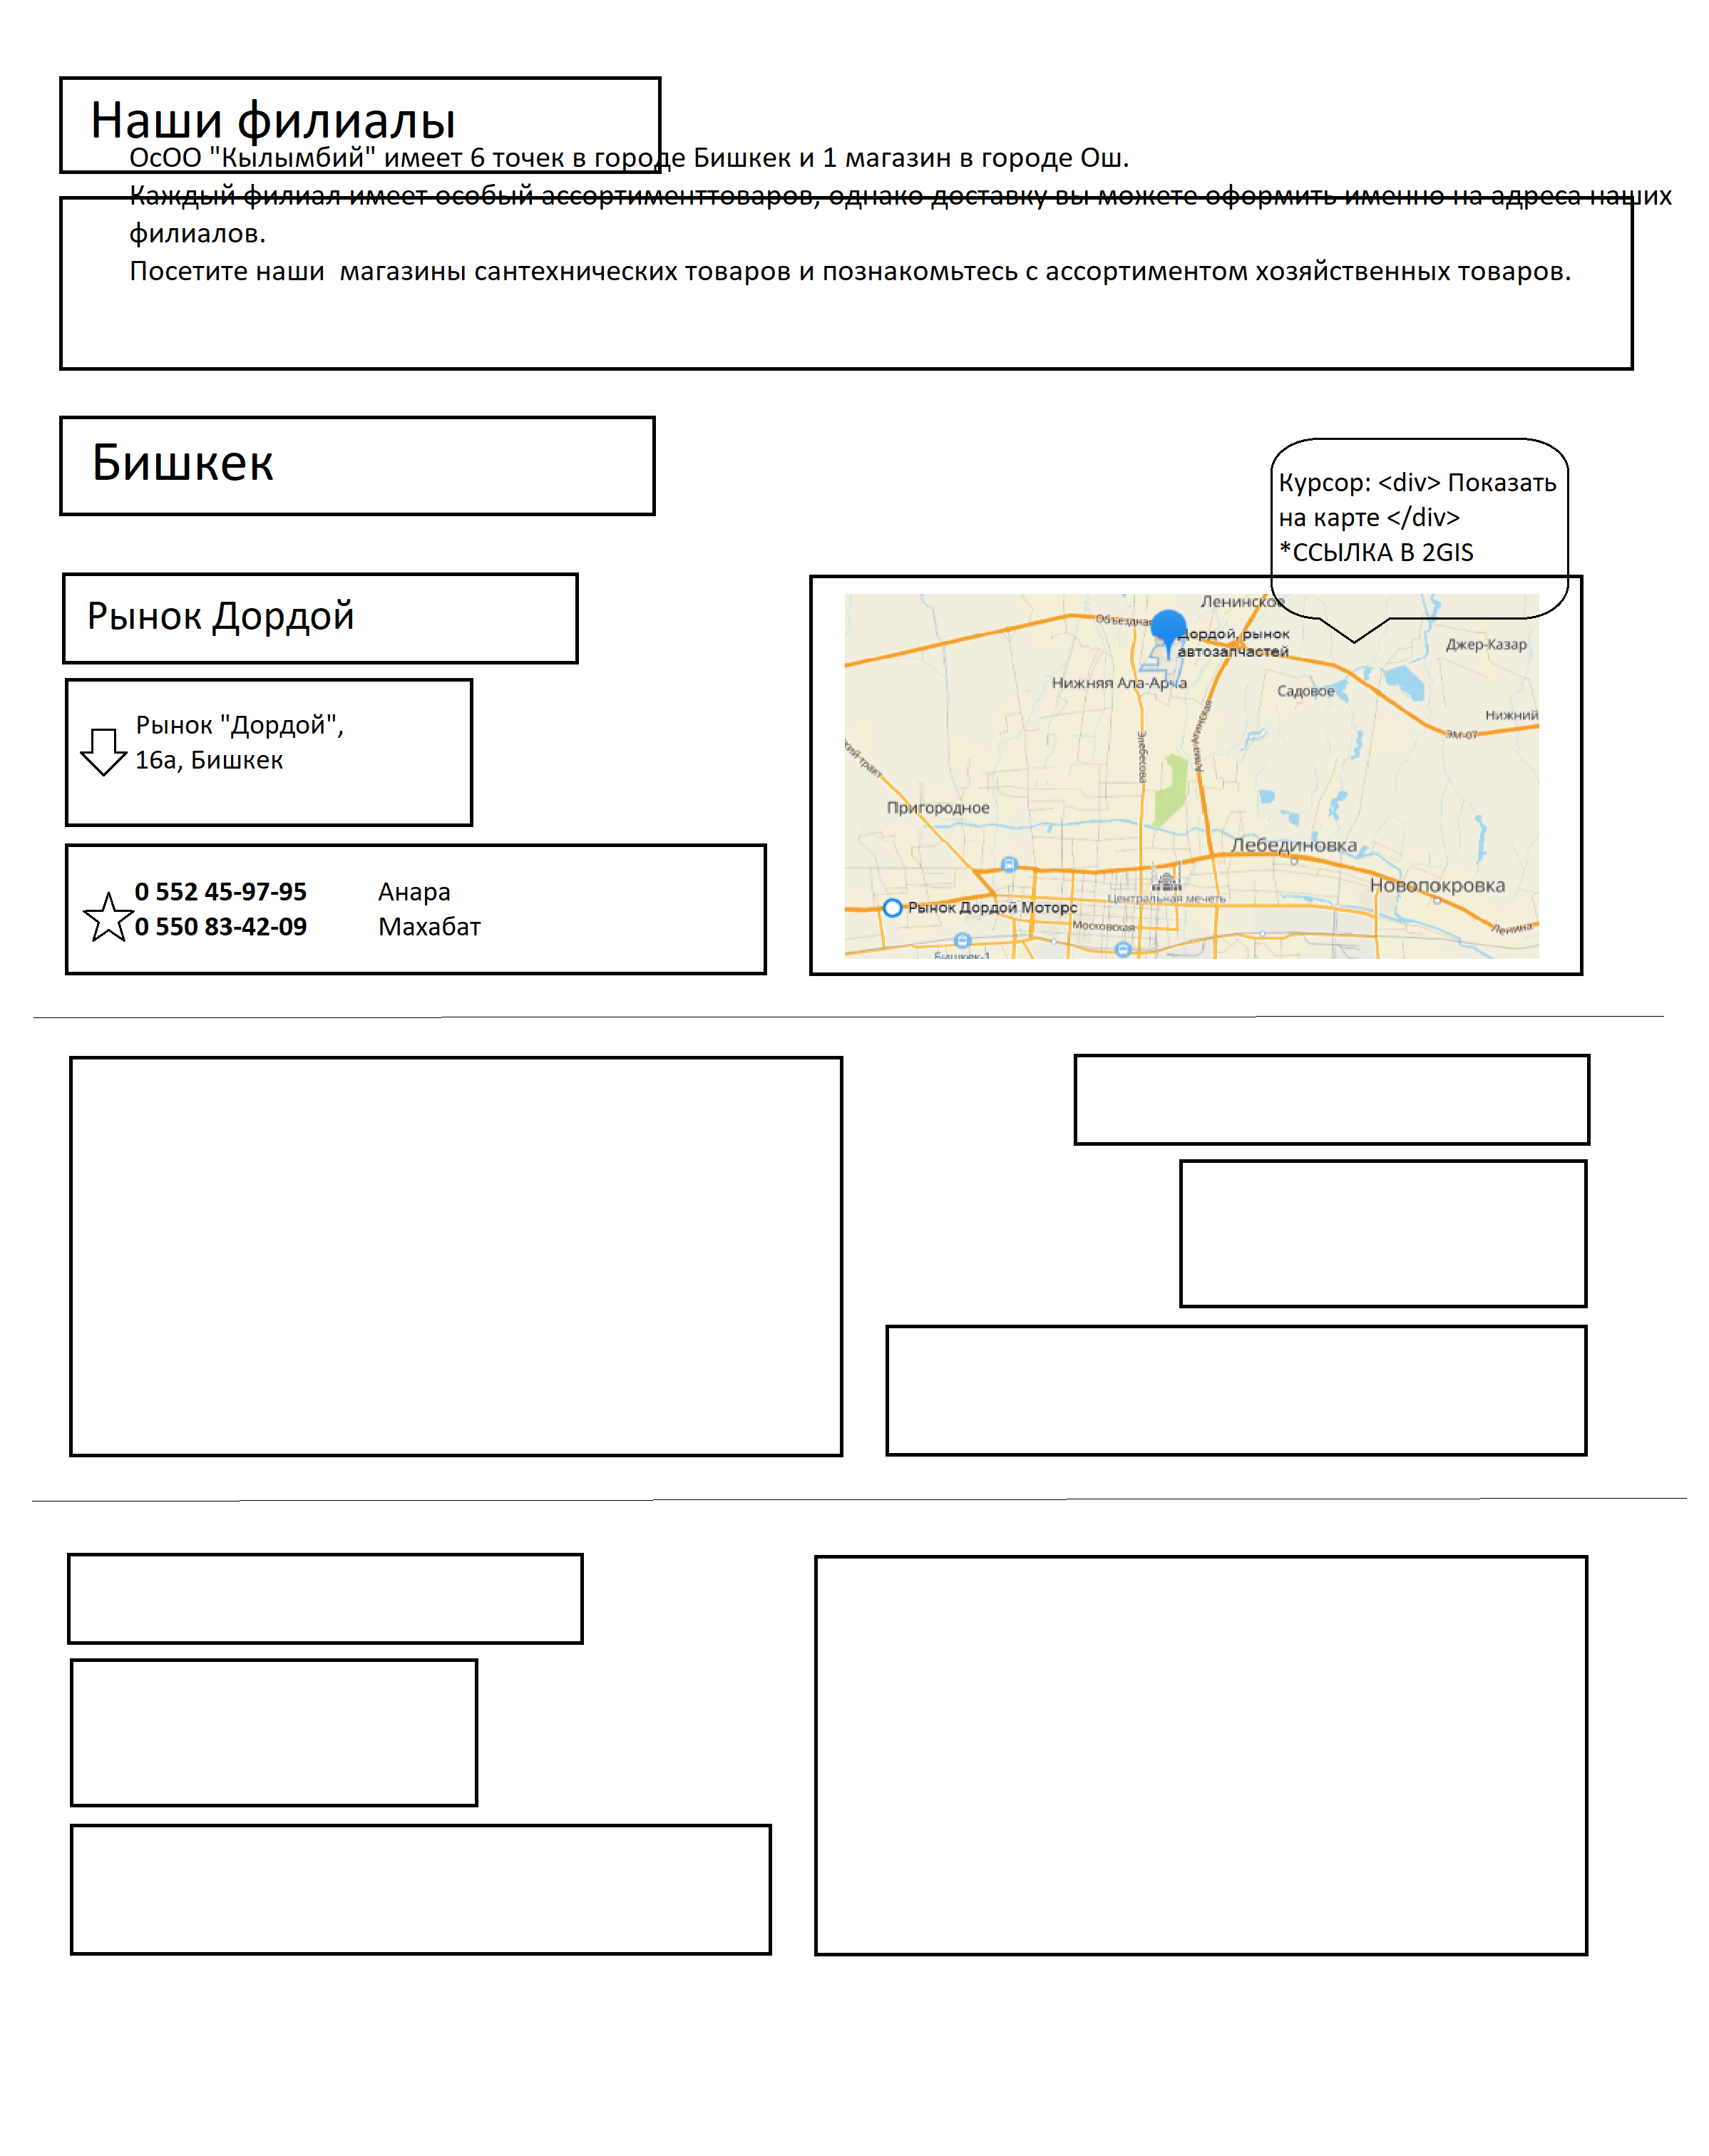 Наши филиалы
ОсОО "Кылымбий" имеет 6 точек в городе Бишкек и 1 магазин в городе Ош.
Каждый филиал имеет особый ассортименттоваров, однако доставку вы можете оформить именно на адреса наших
филиалов.
Посетите наши  магазины сантехнических товаров и познакомьтесь с ассортиментом хозяйственных товаров.
Бишкек
Курсор: <div> Показать
на карте </div>
*ССЫЛКА В 2GIS
Рынок Дордой
Рынок "Дордой",
16а, Бишкек
0 552 45-97-95 Анара
0 550 83-42-09 Махабат
Ленинское
Объездная
Дордой, рынок
автозапчастей
Джер-Казар
Нижняя Ала-Арча
Садовое
Нижний
ЭМ-07
Элебесова
Алма-Атинская
кий тракт
Пригородное
Лебединовка
Новопокровка
Центральная мечеть
Рынок Дордой Моторс
Московская
Ленина
Бишкек-1